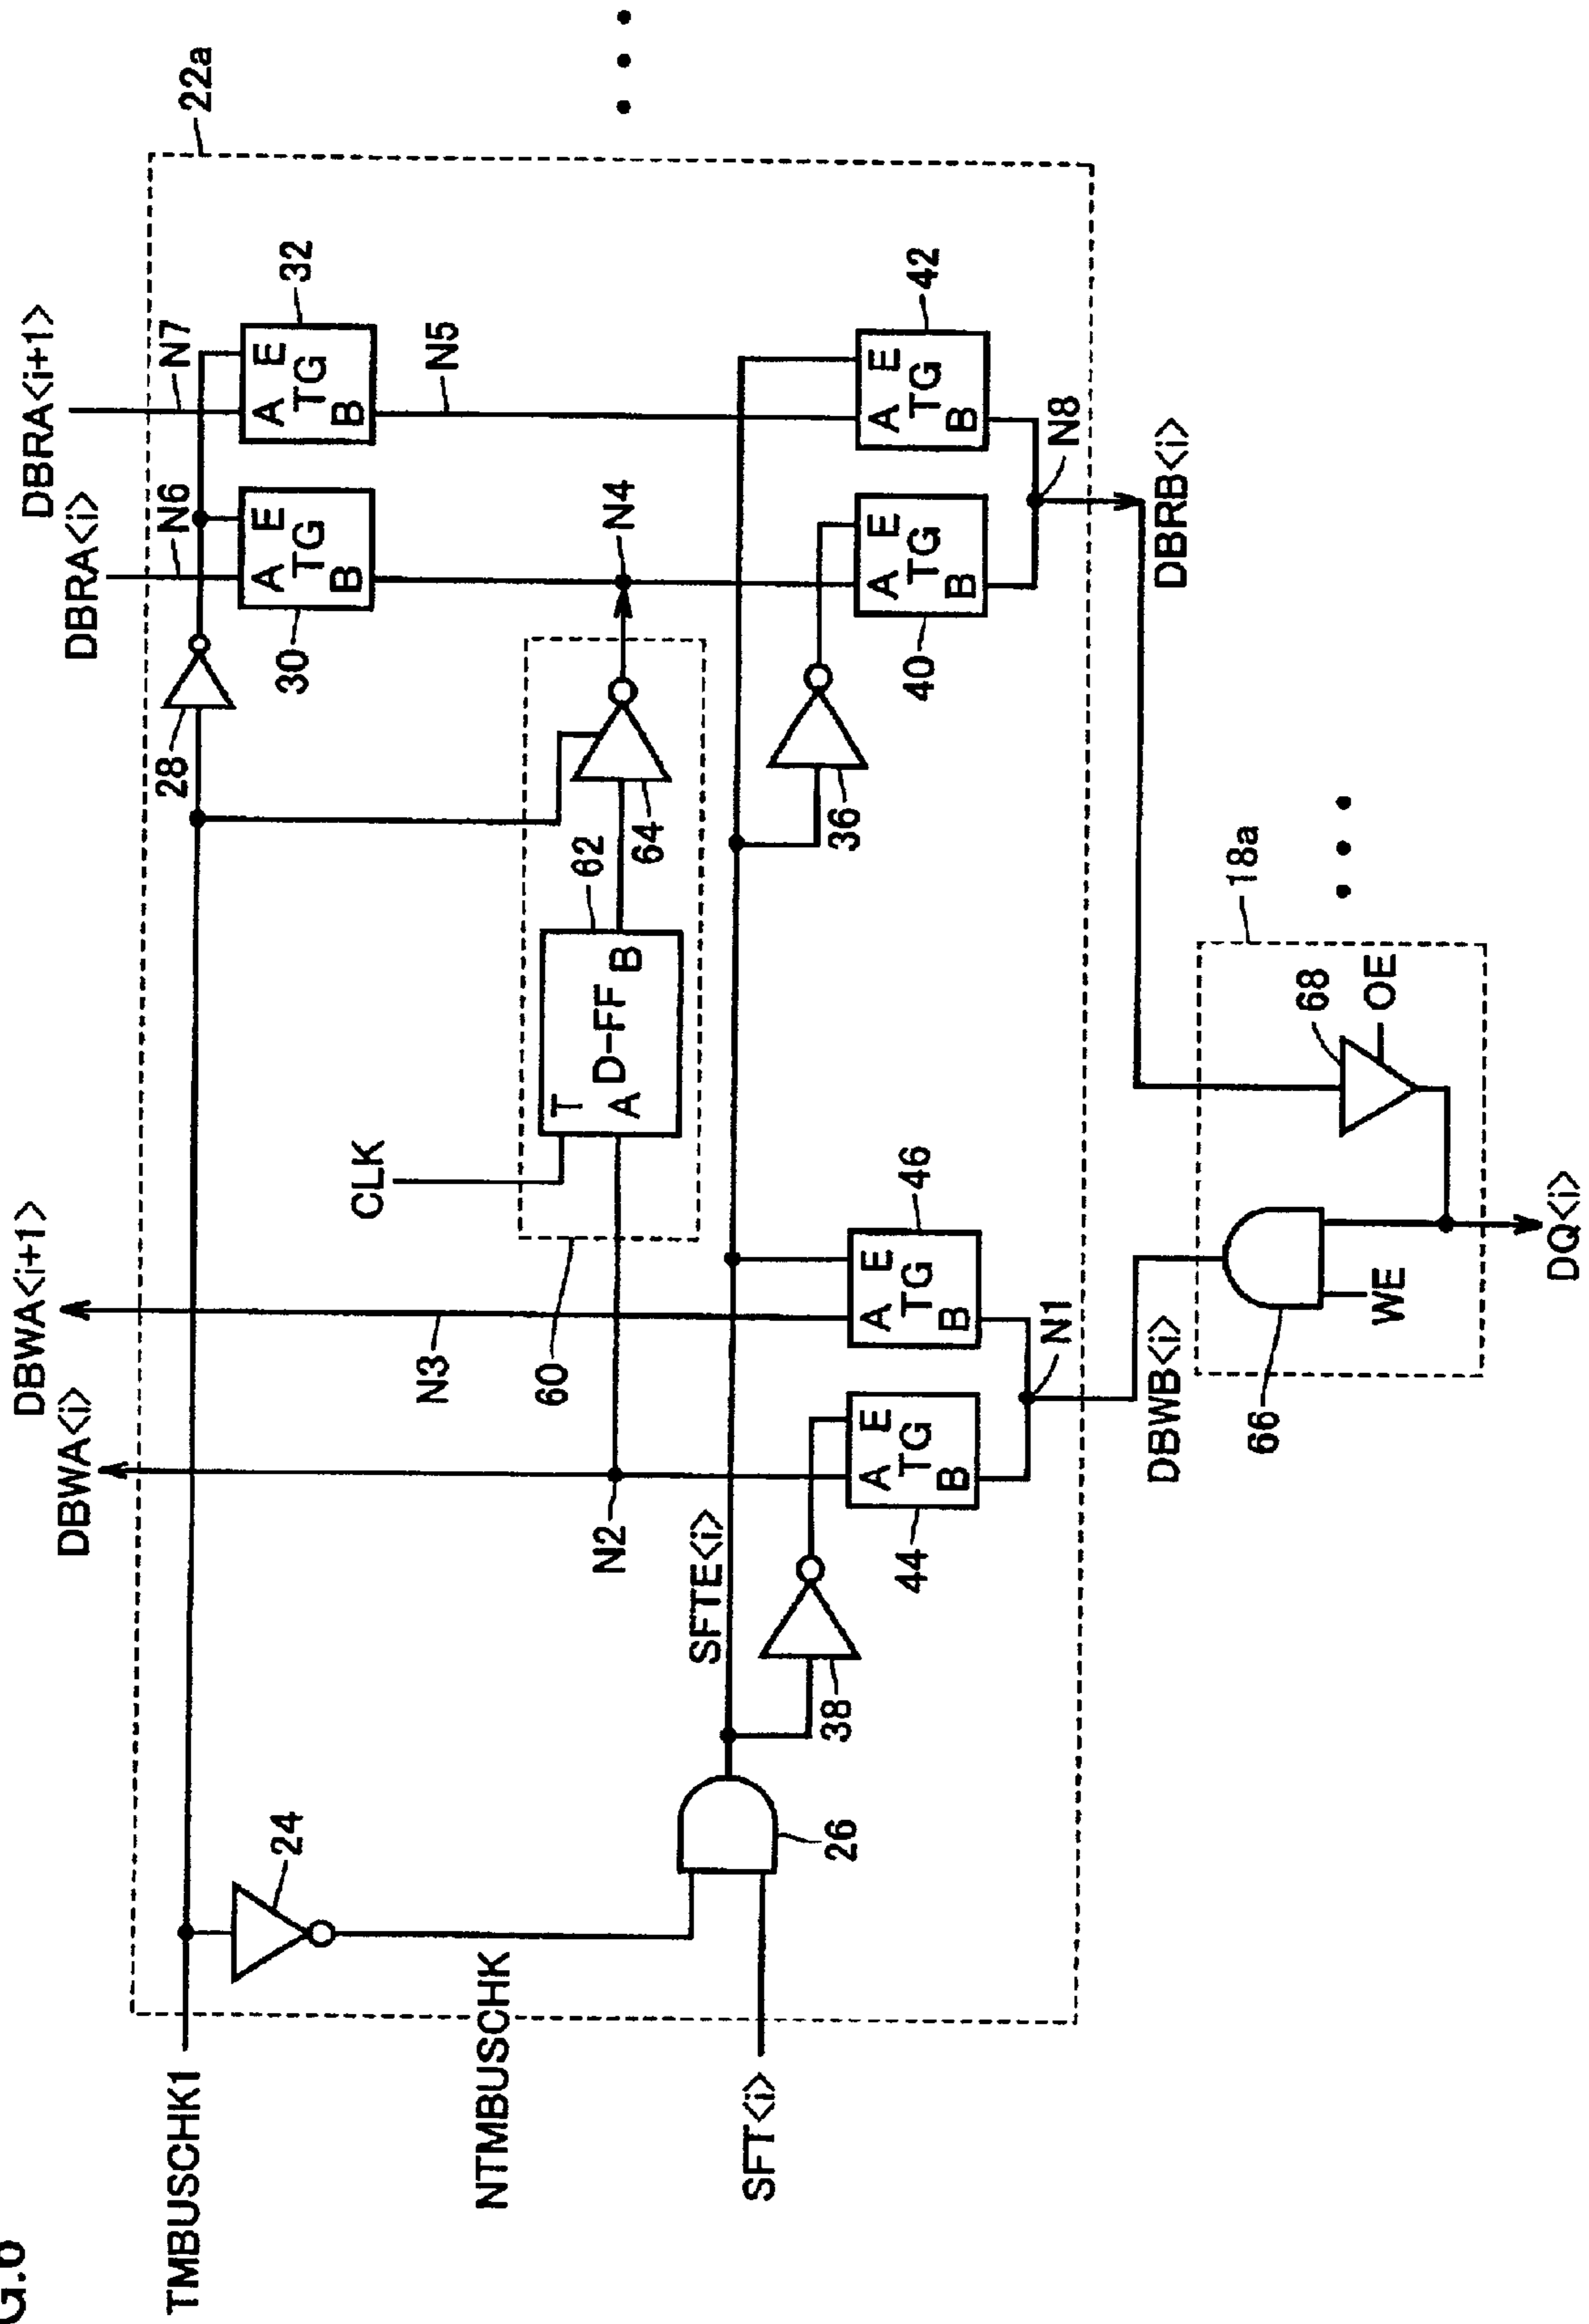 G.6
22a
DBRA<i+1>
DBRA<i>
N7
N6
32
A E
TG
B
A E
TG
B
30
28
N5
N4
42
A E
TG
B
A E
TG
B
40
N8
DBRB<i>
64
62
36
T
A D-FF B
CLK
60
DBWA<i+1>
DBWA<i>
N3
N2
46
A E
TG
B
A E
TG
B
44
N1
DBWB<i>
SFTE<i>
38
24
26
TMBUSCHK1
NTMBUSCHK
SFT<i>
18a
68
OE
66
WE
DQ<i>